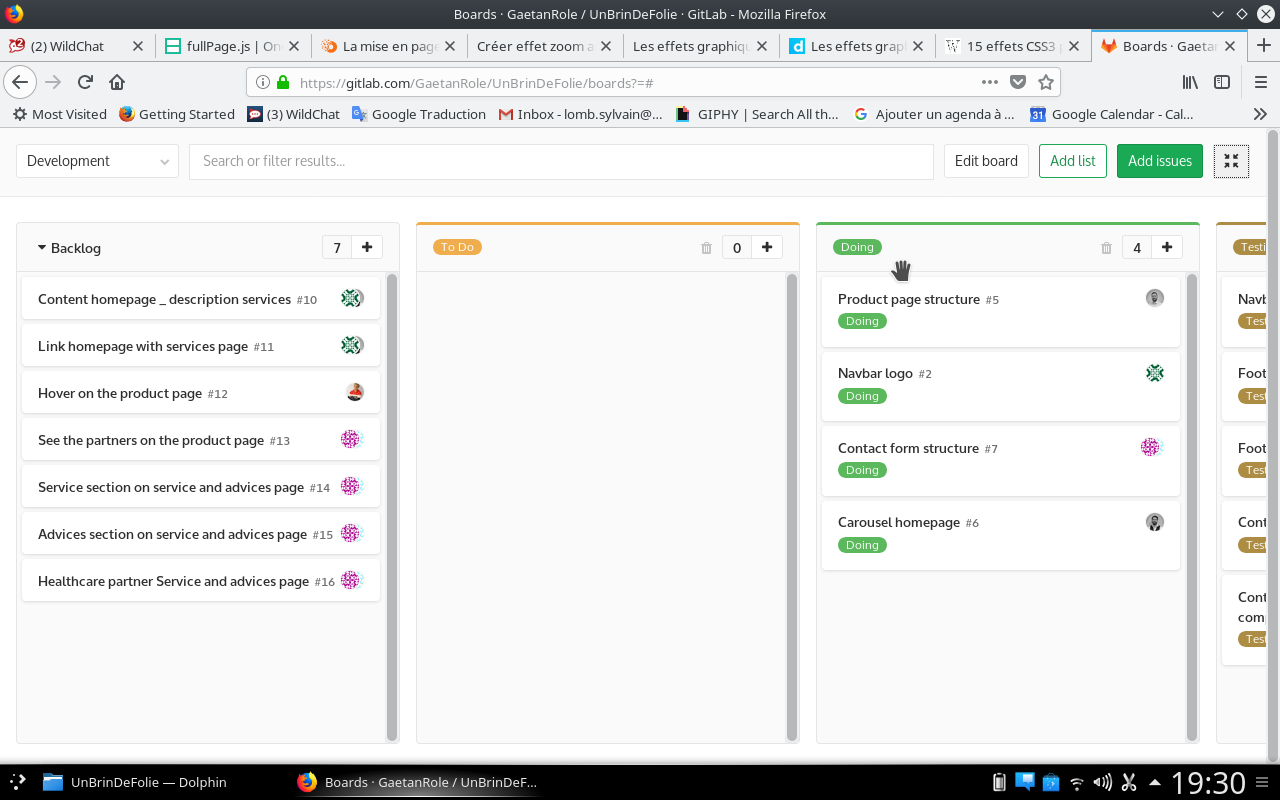 Boards · GaetanRole / UnBrinDeFolie · GitLab - Mozilla Firefox
(2) WildChat
fullPage.js | On
La mise en page
Créer effet zoom a
Les effets graphiqu
Les effets grap
15 effets CSS3
Boards · Gaetan
https://gitlab.com/GaetanRole/UnBrinDeFolie/boards?=#
Most Visited
Getting Started
(3) WildChat
Google Traduction
Inbox - lomb.sylvain@...
GIPHY | Search All th...
Ajouter un agenda à ...
31
Google Calendar - Cal...
Development
Search or filter results...
Edit board
Add list
Add issues
Backlog
7
Content homepage _ description services #10
Link homepage with services page #11
Hover on the product page #12
See the partners on the product page #13
Service section on service and advices page #14
Advices section on service and advices page #15
Healthcare partner Service and advices page #16
To Do
0
Doing
4
Product page structure #5
Doing
Navbar logo #2
Doing
Contact form structure #7
Doing
Carousel homepage #6
Doing
Testi
Navb
Test
Foot
Test
Foot
Test
Cont
Test
Cont
com
Test
UnBrinDeFolie — Dolphin
Boards · GaetanRole / UnBrinDeF...
19:30